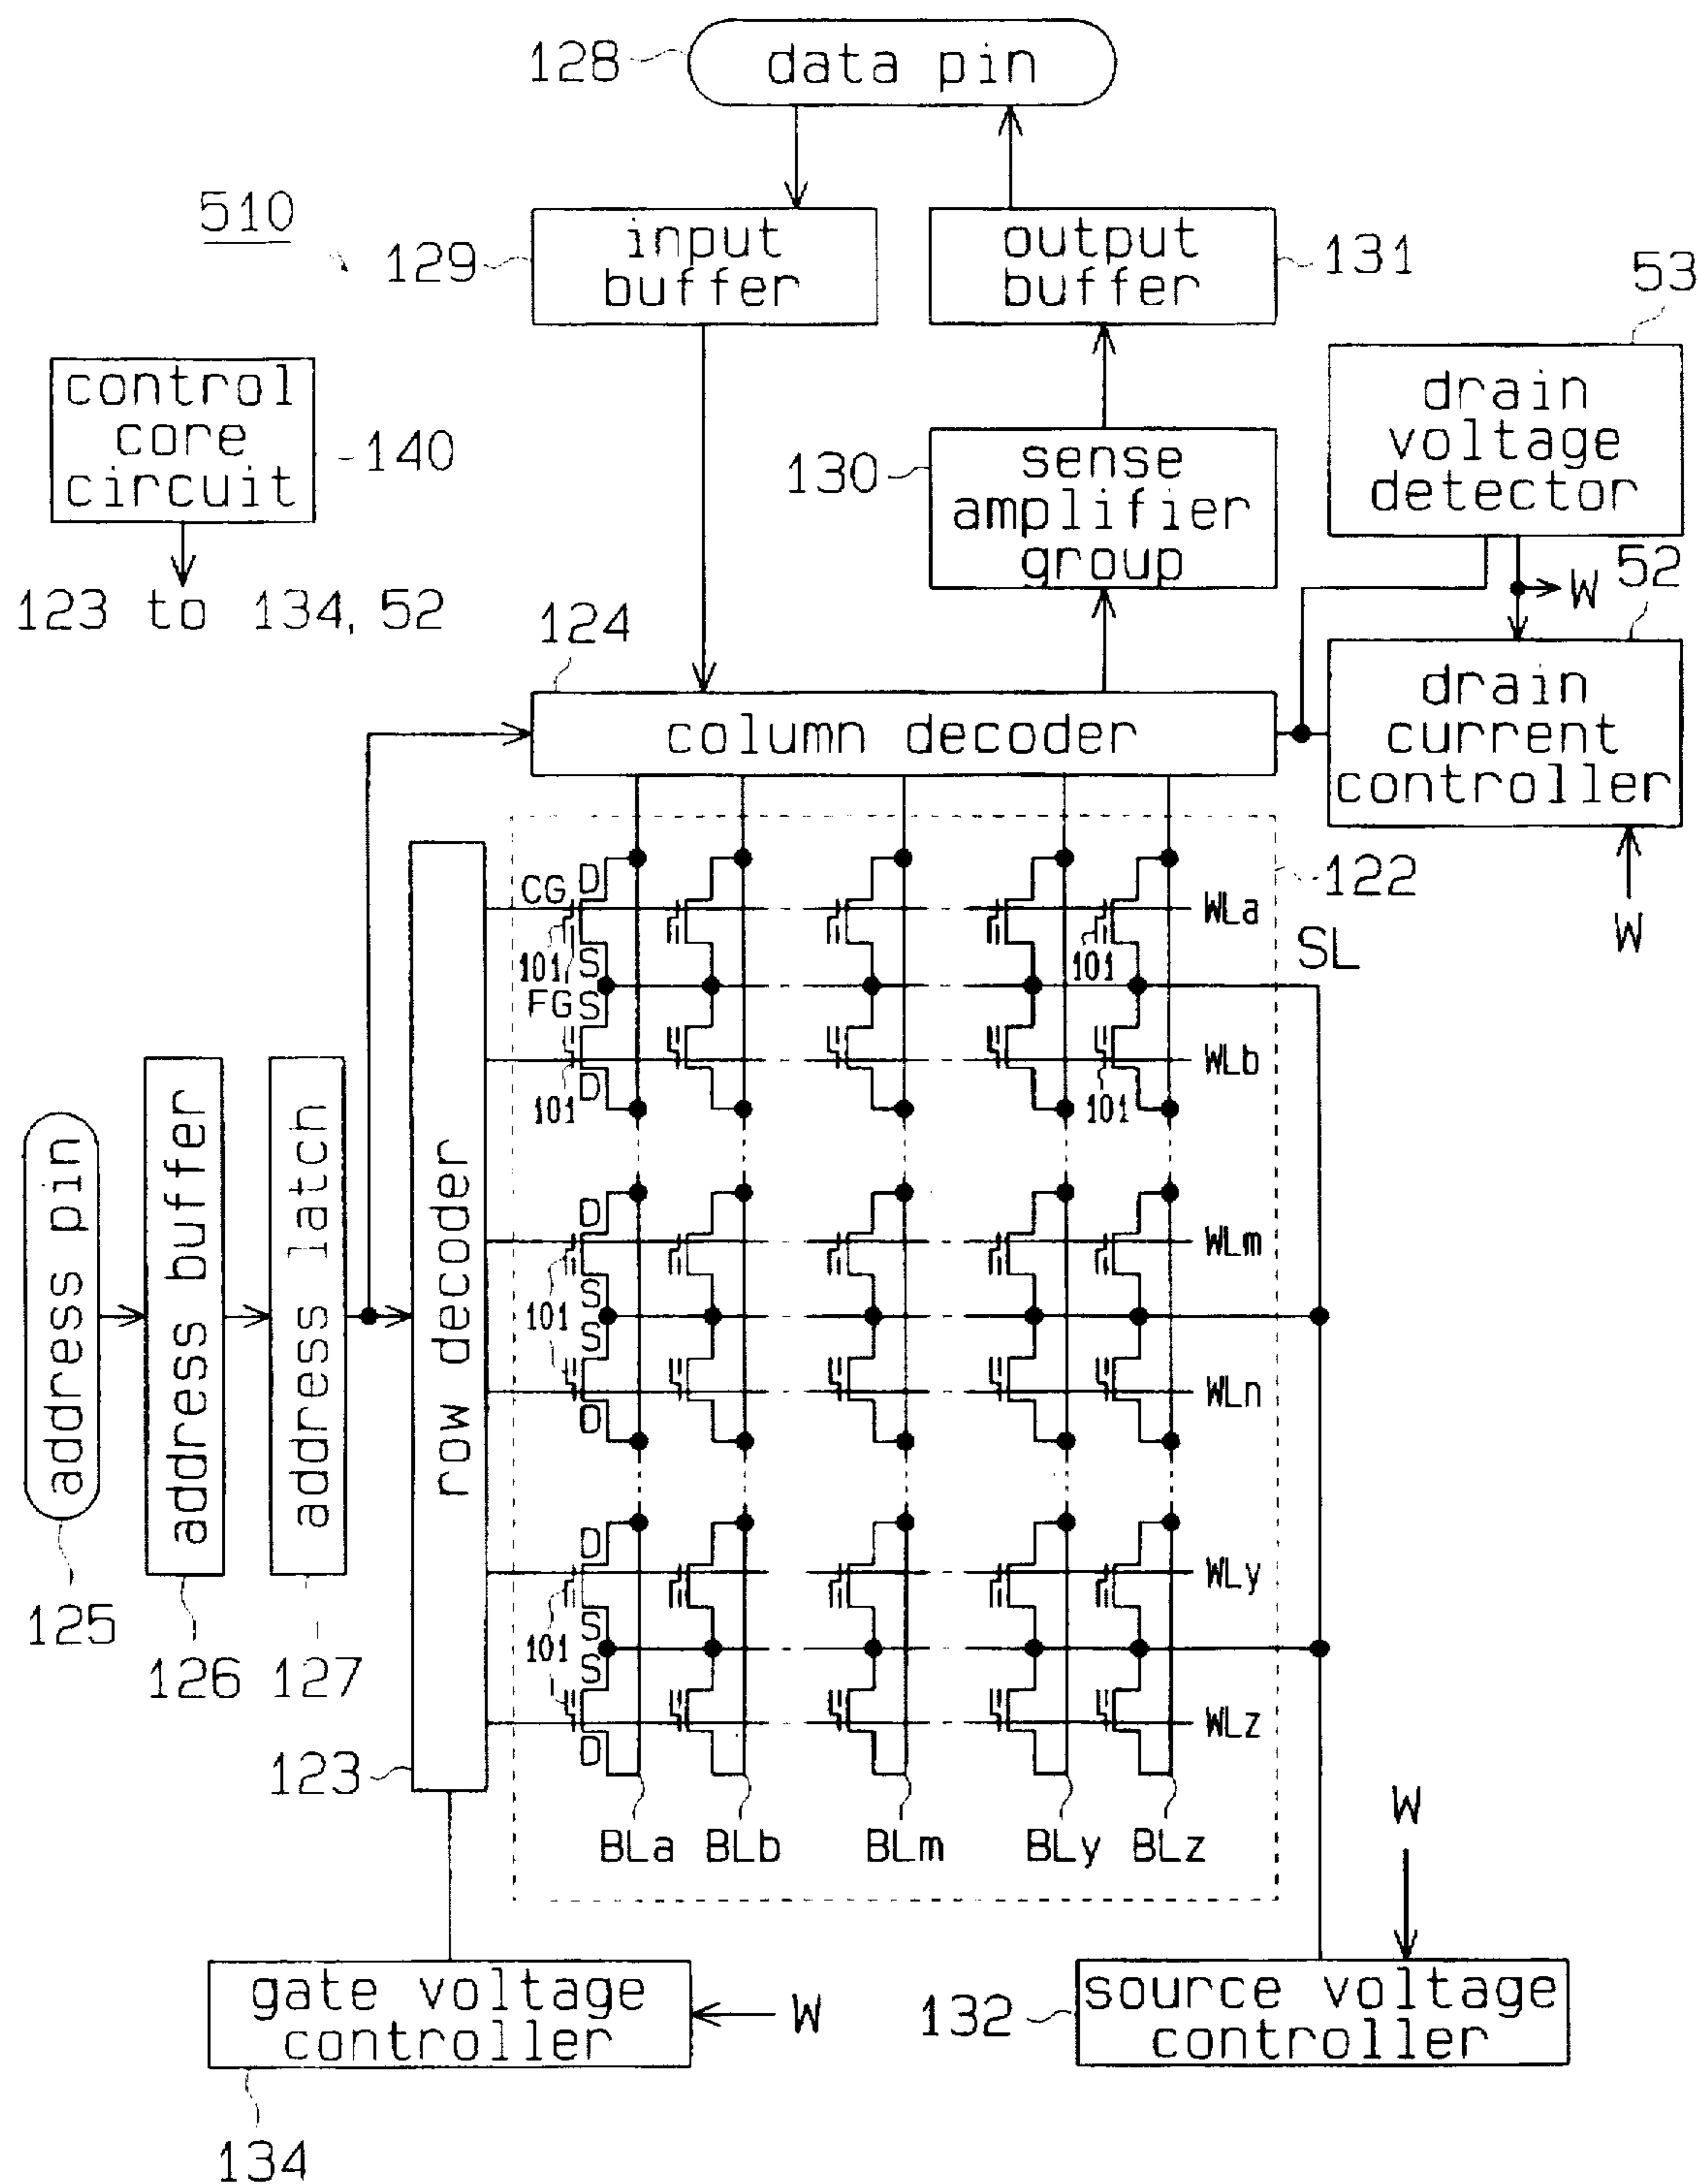 128
data pin
510
129
input
buffer
output
buffer
131
53
control
core
circuit
140
123 to 134, 52
130
sense
amplifier
group
drain
voltage
detector
W
52
124
column decoder
drain
current
controller
W
122
CG
D
WLa
SL
101
S
101
FG
S
WLb
D
101
101
address pin
address buffer
address latch
row decoder
D
WLm
S
101
S
WLn
D
D
WLy
S
101
S
WLz
D
125
126
127
123
BLa
BLb
BLm
BLy
BLz
W
gate voltage
controller
W
132
source voltage
controller
134